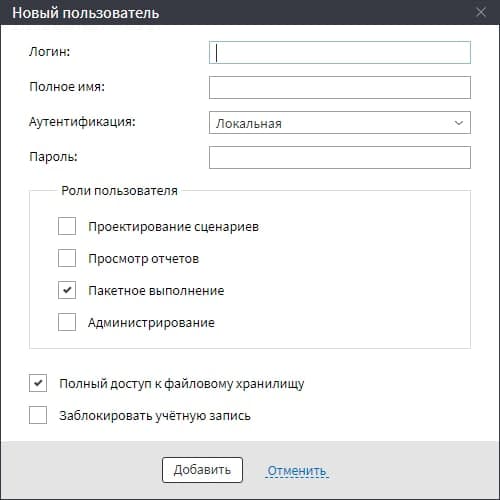 Новый пользователь
Логин:
Полное имя:
Аутентификация:
Локальная
Пароль:
Роли пользователя
Проектирование сценариев
Просмотр отчетов
Пакетное выполнение
Администрирование
Полный доступ к файловому хранилищу
Заблокировать учётную запись
Добавить
Отменить